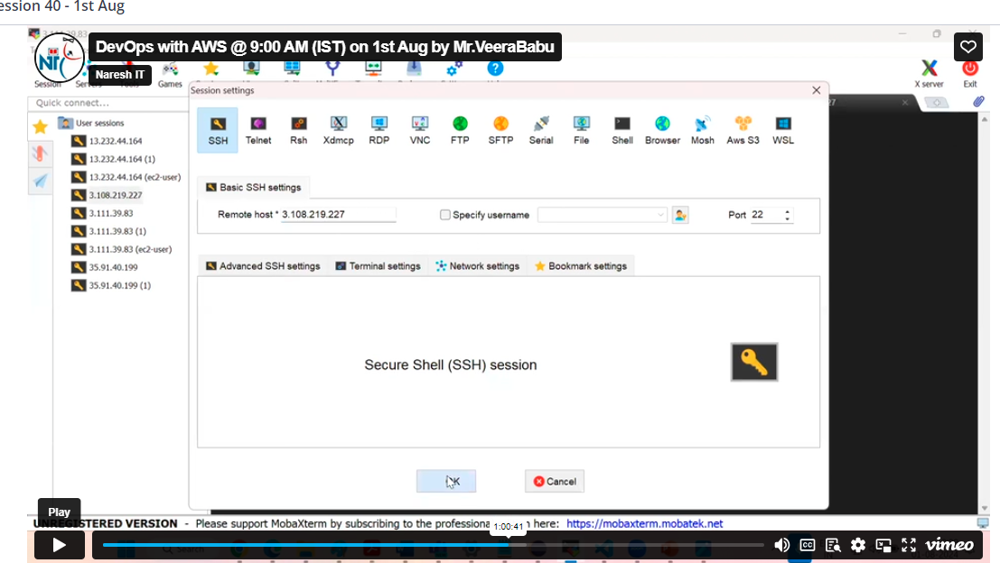 ession 40 - 1st Aug
DevOps with AWS @ 9:00 AM (IST) on 1st Aug by Mr.VeeraBabu
Naresh IT
Session
Games
X server
Exit
Quick connect...
Session settings
User sessions
13.232.44.164
13.232.44.164 (1)
13.232.44.164 (ec2-user)
3.108.219.227
3.111.39.83
3.111.39.83 (1)
3.111.39.83 (ec2-user)
35.91.40.199
35.91.40.199 (1)
SSH
Telnet
Rsh
Xdmcp
RDP
VNC
FTP
SFTP
Serial
File
Shell
Browser
Mosh
Aws S3
WSL
Basic SSH settings
Remote host * 3.108.219.227
Specify username
Port 22
Advanced SSH settings
Terminal settings
Network settings
Bookmark settings
Secure Shell (SSH) session
OK
Cancel
Play
UNREGISTERED VERSION - Please support MobaXterm by subscribing to the professiona
n here: https://mobaxterm.mobatek.net
1:00:41
CC
vimeo